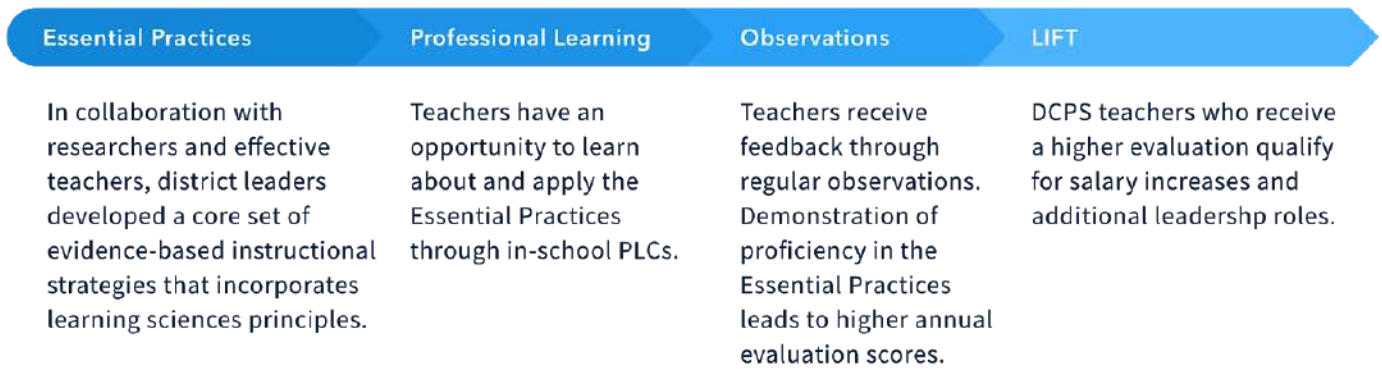 Essential Practices
Professional Learning
Observations
LIFT
In collaboration with
researchers and effective
teachers, district leaders
developed a core set of
evidence-based instructional
strategies that incorporates
learning sciences principles.
Teachers have an
opportunity to learn
about and apply the
Essential Practices
through in-school PLCs.
Teachers receive
feedback through
regular observations.
Demonstration of
proficiency in the
Essential Practices
leads to higher annual
evaluation scores.
DCPS teachers who receive
a higher evaluation qualify
for salary increases and
additional leadershp roles.